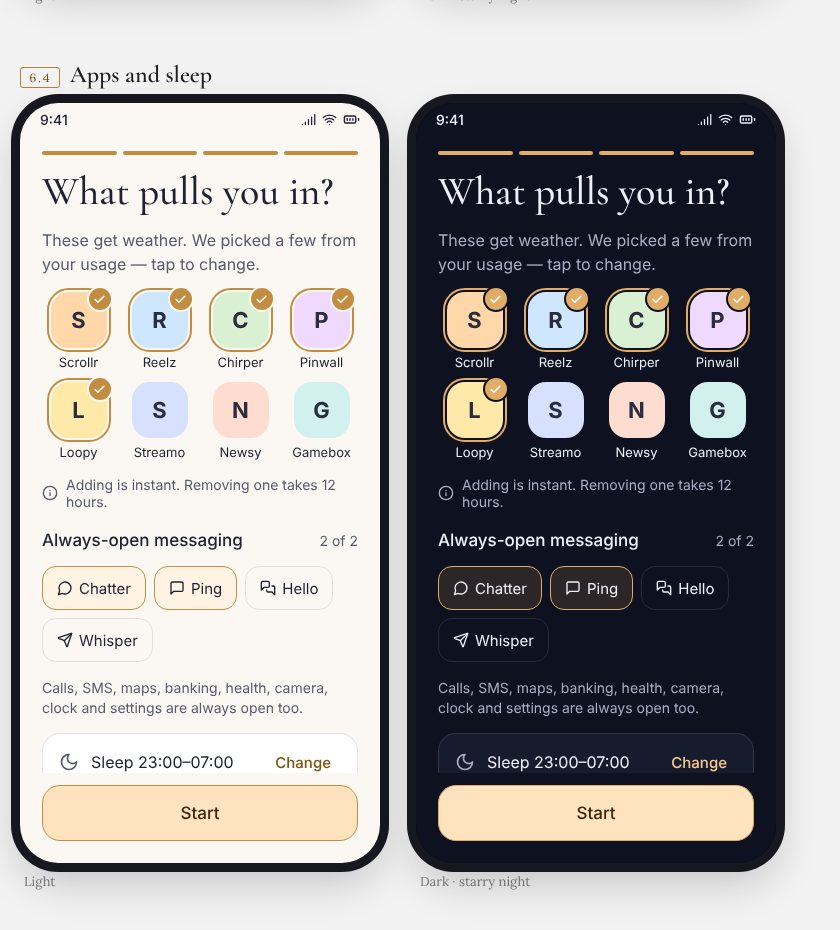 6.4 Apps and sleep
9:41
What pulls you in?
These get weather. We picked a few from
your usage — tap to change.
S R C P
Scrollr Reelz Chirper Pinwall
L S N G
Loopy Streamo Newsy Gamebox
Adding is instant. Removing one takes 12
hours.
Always-open messaging 2 of 2
Chatter Ping Hello
Whisper
Calls, SMS, maps, banking, health, camera,
clock and settings are always open too.
Sleep 23:00–07:00 Change
Start
Light
9:41
What pulls you in?
These get weather. We picked a few from
your usage — tap to change.
S R C P
Scrollr Reelz Chirper Pinwall
L S N G
Loopy Streamo Newsy Gamebox
Adding is instant. Removing one takes 12
hours.
Always-open messaging 2 of 2
Chatter Ping Hello
Whisper
Calls, SMS, maps, banking, health, camera,
clock and settings are always open too.
Sleep 23:00–07:00 Change
Start
Dark · starry night